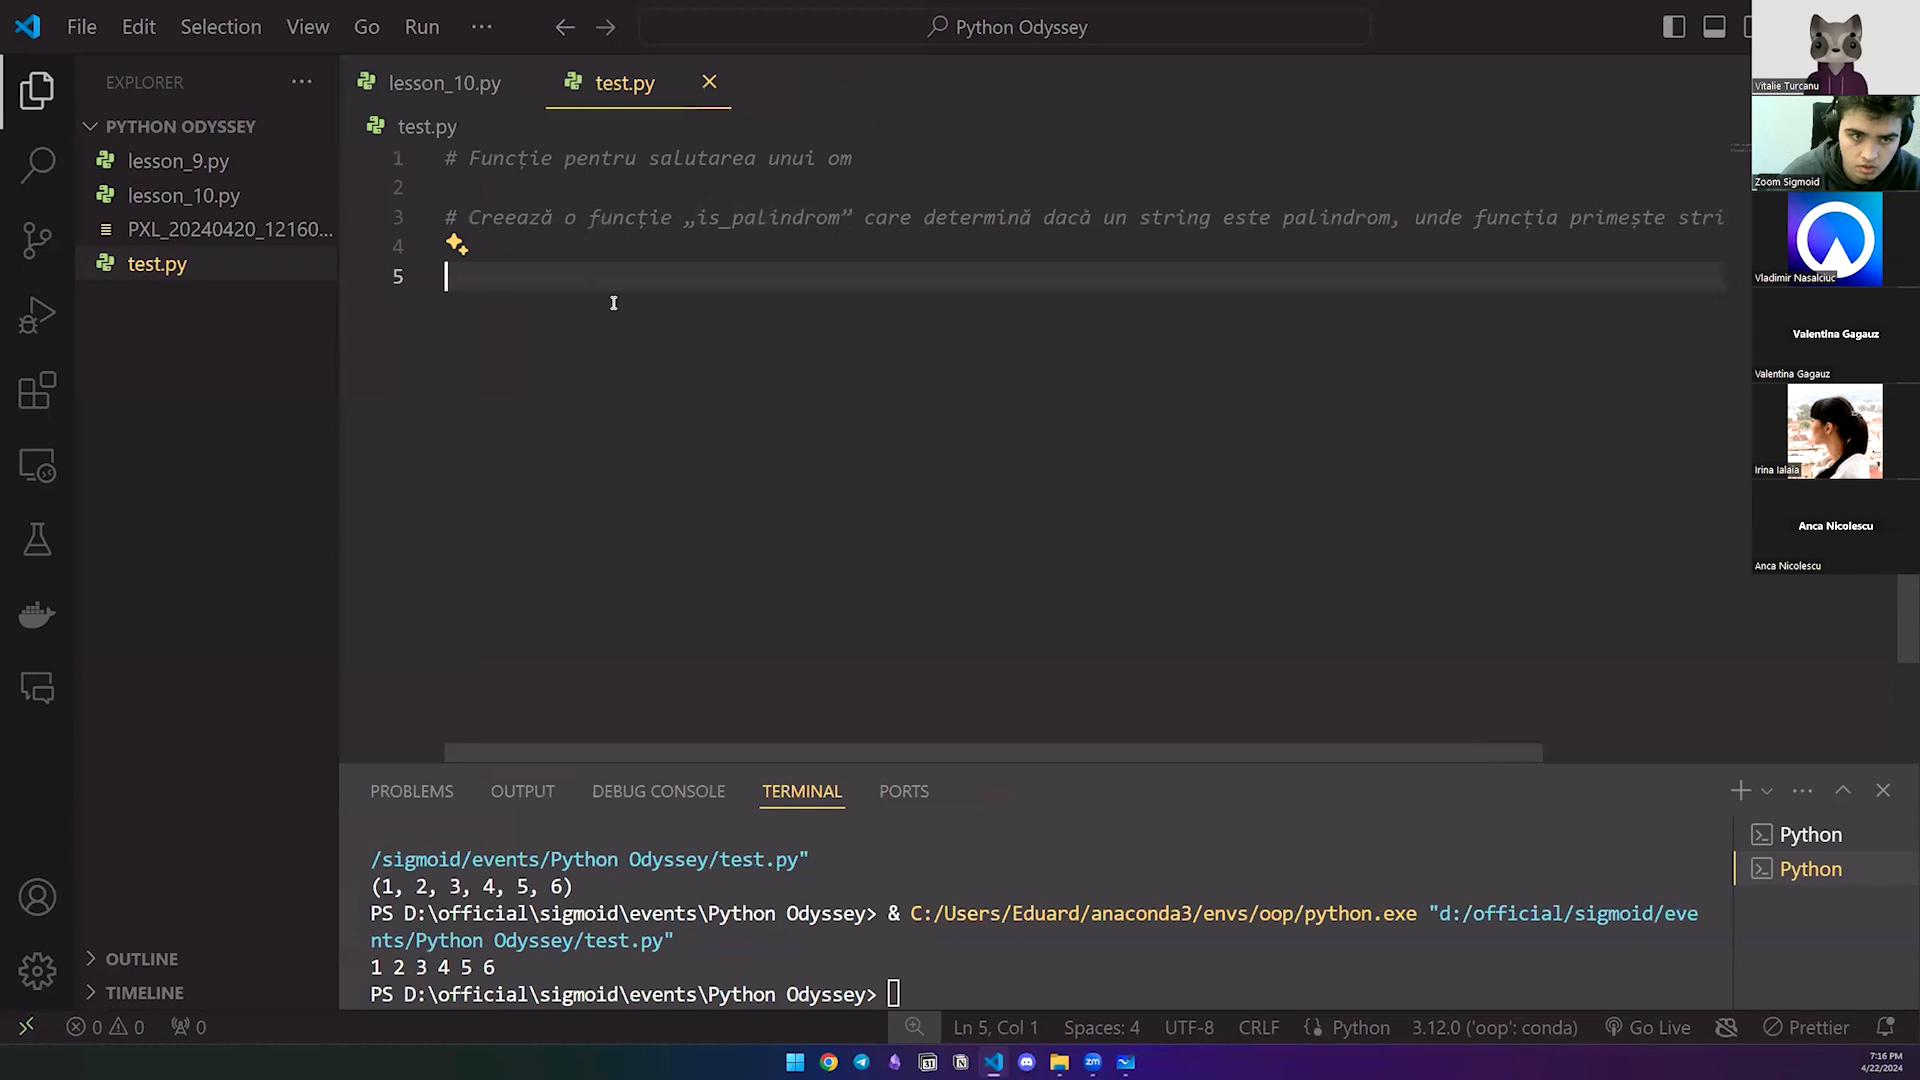 File Edit Selection View Go Run ··· Python Odyssey
EXPLORER ···
PYTHON ODYSSEY
lesson_9.py
lesson_10.py
PXL_20240420_12160...
test.py
OUTLINE
TIMELINE
lesson_10.py test.py
test.py
1 # Funcție pentru salutarea unui om
2
3 # Creează o funcție „is_palindrom” care determină dacă un string este palindrom, unde funcția primește stri
4
5
PROBLEMS OUTPUT DEBUG CONSOLE TERMINAL PORTS
/sigmoid/events/Python Odyssey/test.py"
(1, 2, 3, 4, 5, 6)
PS D:\official\sigmoid\events\Python Odyssey> & C:/Users/Eduard/anaconda3/envs/oop/python.exe "d:/official/sigmoid/eve
nts/Python Odyssey/test.py"
1 2 3 4 5 6
PS D:\official\sigmoid\events\Python Odyssey>
Python
Python
Vitalie Turcanu
Zoom Sigmoid
Vladimir Nasalciuc
Valentina Gagauz
Valentina Gagauz
Irina Ialaia
Anca Nicolescu
Anca Nicolescu
0 0 0 Ln 5, Col 1 Spaces: 4 UTF-8 CRLF Python 3.12.0 ('oop': conda) Go Live Prettier
31 zm
7:16 PM
4/22/2024